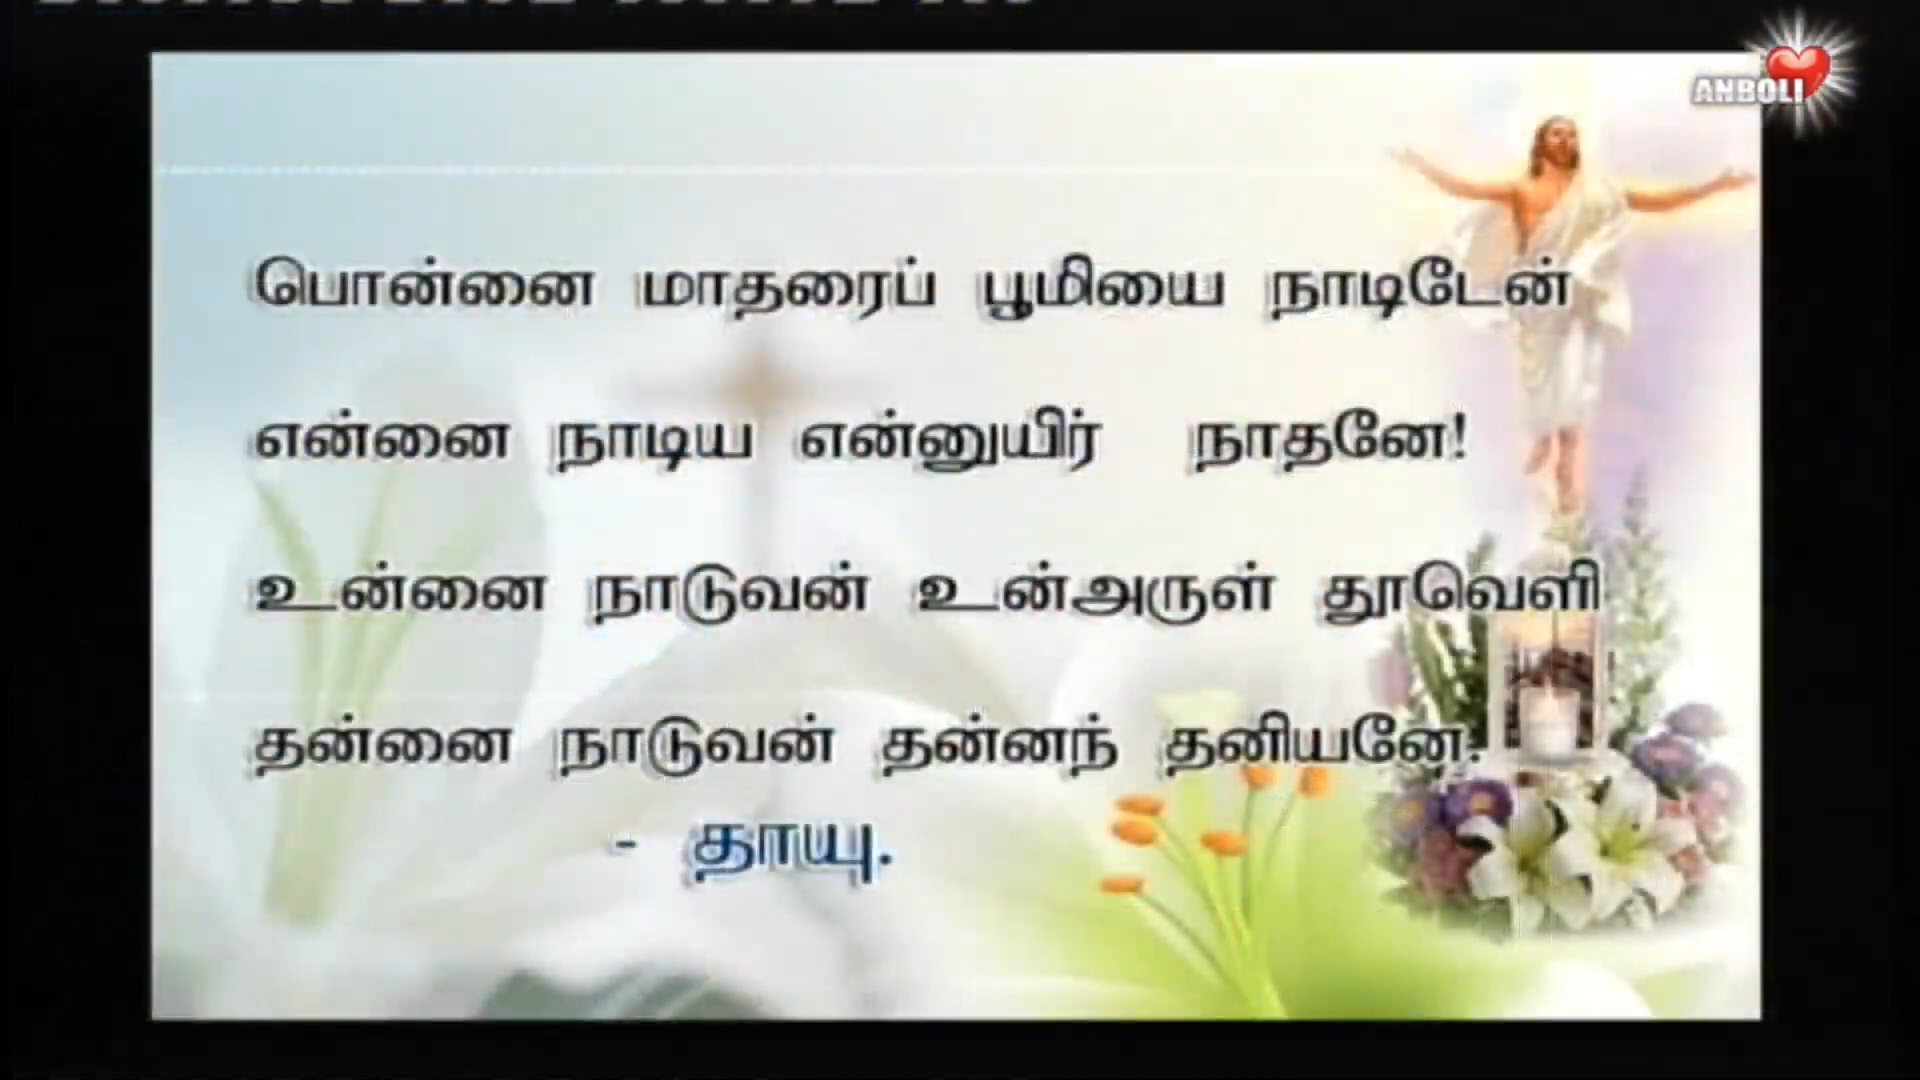 ANBOLI
பொன்னை மாதரைப் பூமியை நாடிடேன்
என்னை நாடிய என்னுயிர் நாதனே!
உன்னை நாடுவன் உன்அருள் தூவெளி
தன்னை நாடுவன் தன்னந் தனியனே.
- தாயு.